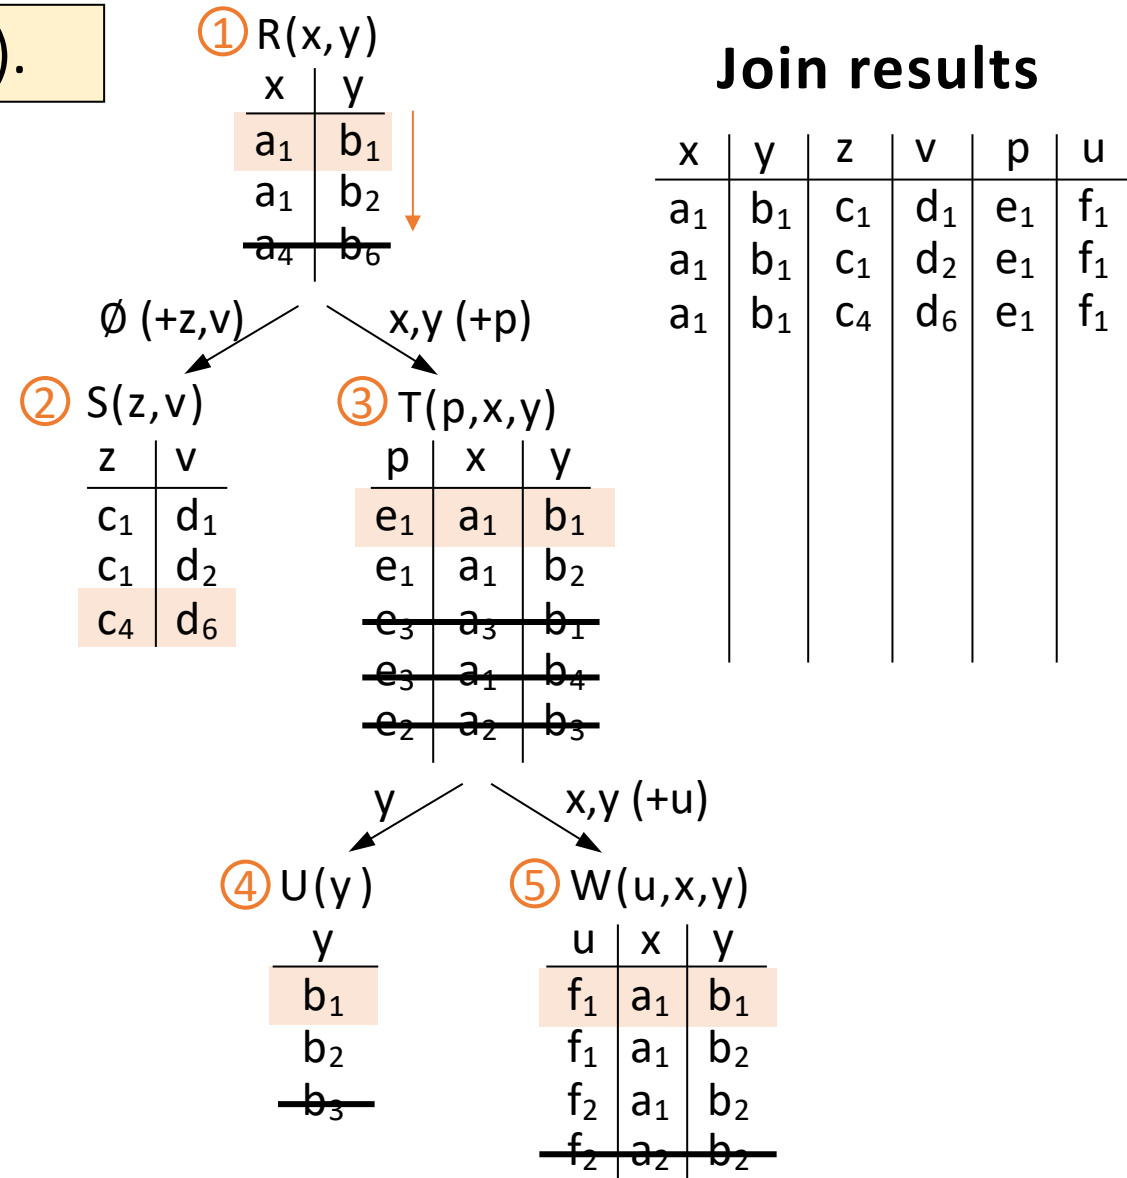 ).
① R(x,y)
x y
a₁ b₁
a₁ b₂
a₄ b₆
Join results
x y z v p u
a₁ b₁ c₁ d₁ e₁ f₁
a₁ b₁ c₁ d₂ e₁ f₁
a₁ b₁ c₄ d₆ e₁ f₁
∅ (+z,v)
x,y (+p)
② S(z,v)
z v
c₁ d₁
c₁ d₂
c₄ d₆
③ T(p,x,y)
p x y
e₁ a₁ b₁
e₁ a₁ b₂
e₃ a₃ b₁
e₃ a₁ b₄
e₂ a₂ b₃
y
x,y (+u)
④ U(y)
y
b₁
b₂
b₃
⑤ W(u,x,y)
u x y
f₁ a₁ b₁
f₁ a₁ b₂
f₂ a₁ b₂
f₂ a₂ b₂